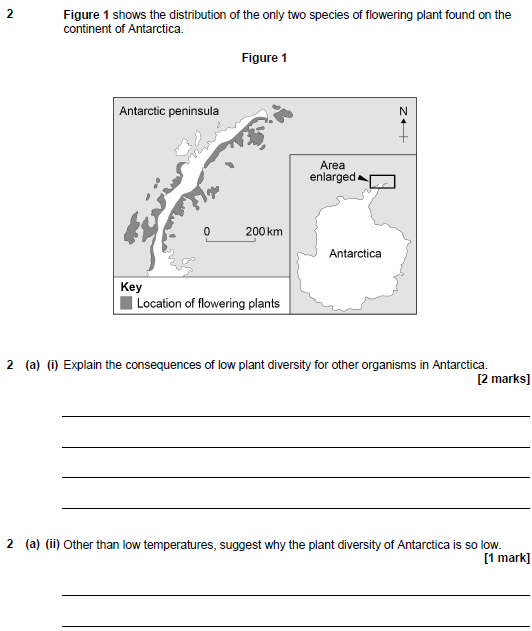 2 Figure 1 shows the distribution of the only two species of flowering plant found on the
continent of Antarctica.
Figure 1
Antarctic peninsula
N
Area
enlarged
0 200 km
Antarctica
Key
Location of flowering plants
2 (a) (i) Explain the consequences of low plant diversity for other organisms in Antarctica.
[2 marks]
2 (a) (ii) Other than low temperatures, suggest why the plant diversity of Antarctica is so low.
[1 mark]